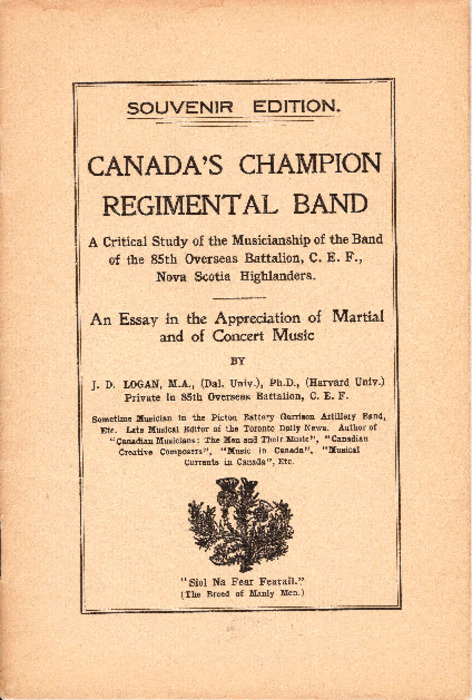 SOUVENIR EDITION.
CANADA'S CHAMPION
REGIMENTAL BAND
A Critical Study of the Musicianship of the Band
of the 85th Overseas Battalion, C. E. F.,
Nova Scotia Highlanders.
An Essay in the Appreciation of Martial
and of Concert Music
BY
J. D. LOGAN, M.A., (Dal. Univ.), Ph.D., (Harvard Univ.)
Private in 85th Overseas Battalion, C. E. F.
Sometime Musician in the Pictou Battery Garrison Artillery Band,
Etc. Late Musical Editor of the Toronto Daily News. Author of
"Canadian Musicians: The Men and Their Music", "Canadian
Creative Composers", "Music in Canada", "Musical
Currents in Canada", Etc.
"Siol Na Fear Fearail."
(The Breed of Manly Men.)